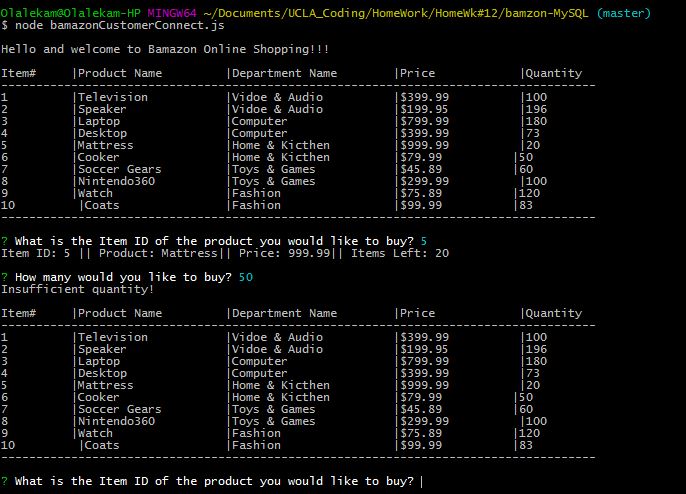 Olalekam@Olalekam-HP MINGW64 ~/Documents/UCLA_Coding/HomeWork/HomeWk#12/bamzon-MySQL (master)
$ node bamazonCustomerConnect.js
Hello and welcome to Bamazon Online Shopping!!!
Item# |Product Name |Department Name |Price |Quantity
--------------------------------------------------------------------------------------
1 |Television |Vidoe & Audio |$399.99 |100
2 |Speaker |Vidoe & Audio |$199.95 |196
3 |Laptop |Computer |$799.99 |180
4 |Desktop |Computer |$399.99 |73
5 |Mattress |Home & Kicthen |$999.99 |20
6 |Cooker |Home & Kicthen |$79.99 |50
7 |Soccer Gears |Toys & Games |$45.89 |60
8 |Nintendo360 |Toys & Games |$299.99 |100
9 |Watch |Fashion |$75.89 |120
10 |Coats |Fashion |$99.99 |83
--------------------------------------------------------------------------------------
? What is the Item ID of the product you would like to buy? 5
Item ID: 5 || Product: Mattress|| Price: 999.99|| Items Left: 20
? How many would you like to buy? 50
Insufficient quantity!
Item# |Product Name |Department Name |Price |Quantity
--------------------------------------------------------------------------------------
1 |Television |Vidoe & Audio |$399.99 |100
2 |Speaker |Vidoe & Audio |$199.95 |196
3 |Laptop |Computer |$799.99 |180
4 |Desktop |Computer |$399.99 |73
5 |Mattress |Home & Kicthen |$999.99 |20
6 |Cooker |Home & Kicthen |$79.99 |50
7 |Soccer Gears |Toys & Games |$45.89 |60
8 |Nintendo360 |Toys & Games |$299.99 |100
9 |Watch |Fashion |$75.89 |120
10 |Coats |Fashion |$99.99 |83
--------------------------------------------------------------------------------------
? What is the Item ID of the product you would like to buy?